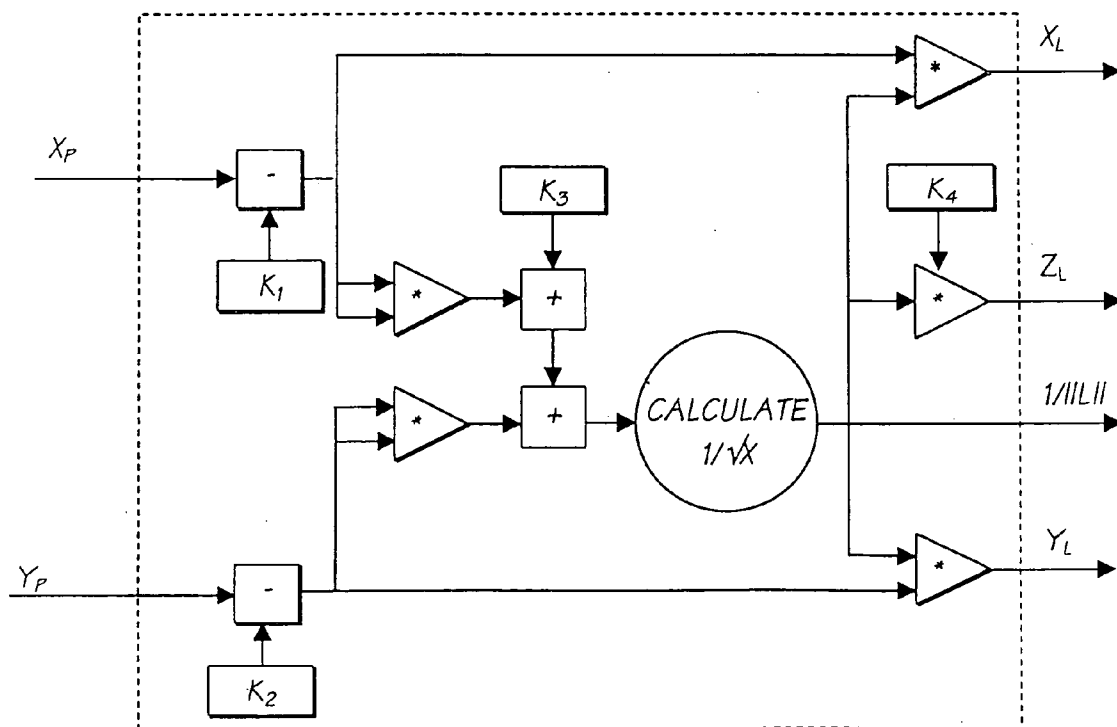 X_L
*
X_P
-
K_3
K_4
K_1
*
+
*
Z_L
*
+
CALCULATE
1/√X
1/||L||
Y_P
-
*
Y_L
K_2